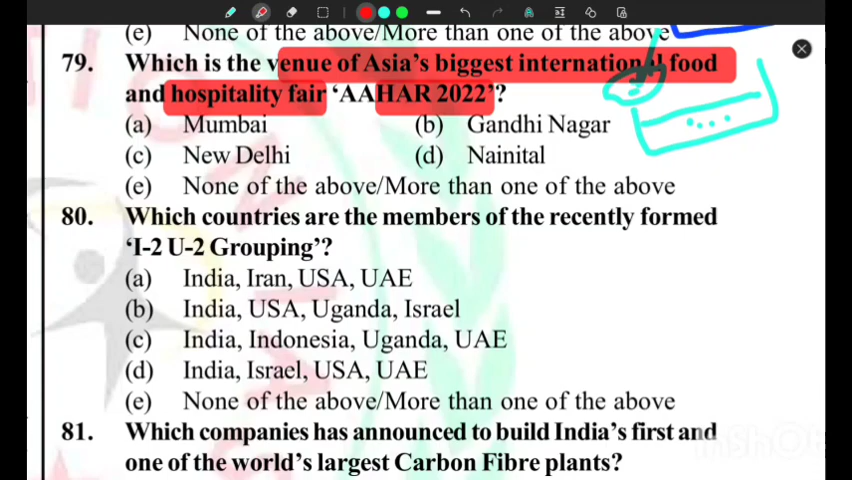 (e) None of the above/More than one of the above
79. Which is the venue of Asia's biggest international food
and hospitality fair ‘AAHAR 2022’?
(a) Mumbai (b) Gandhi Nagar
(c) New Delhi (d) Nainital
(e) None of the above/More than one of the above
80. Which countries are the members of the recently formed
‘I-2 U-2 Grouping’?
(a) India, Iran, USA, UAE
(b) India, USA, Uganda, Israel
(c) India, Indonesia, Uganda, UAE
(d) India, Israel, USA, UAE
(e) None of the above/More than one of the above
81. Which companies has announced to build India's first and
one of the world's largest Carbon Fibre plants?